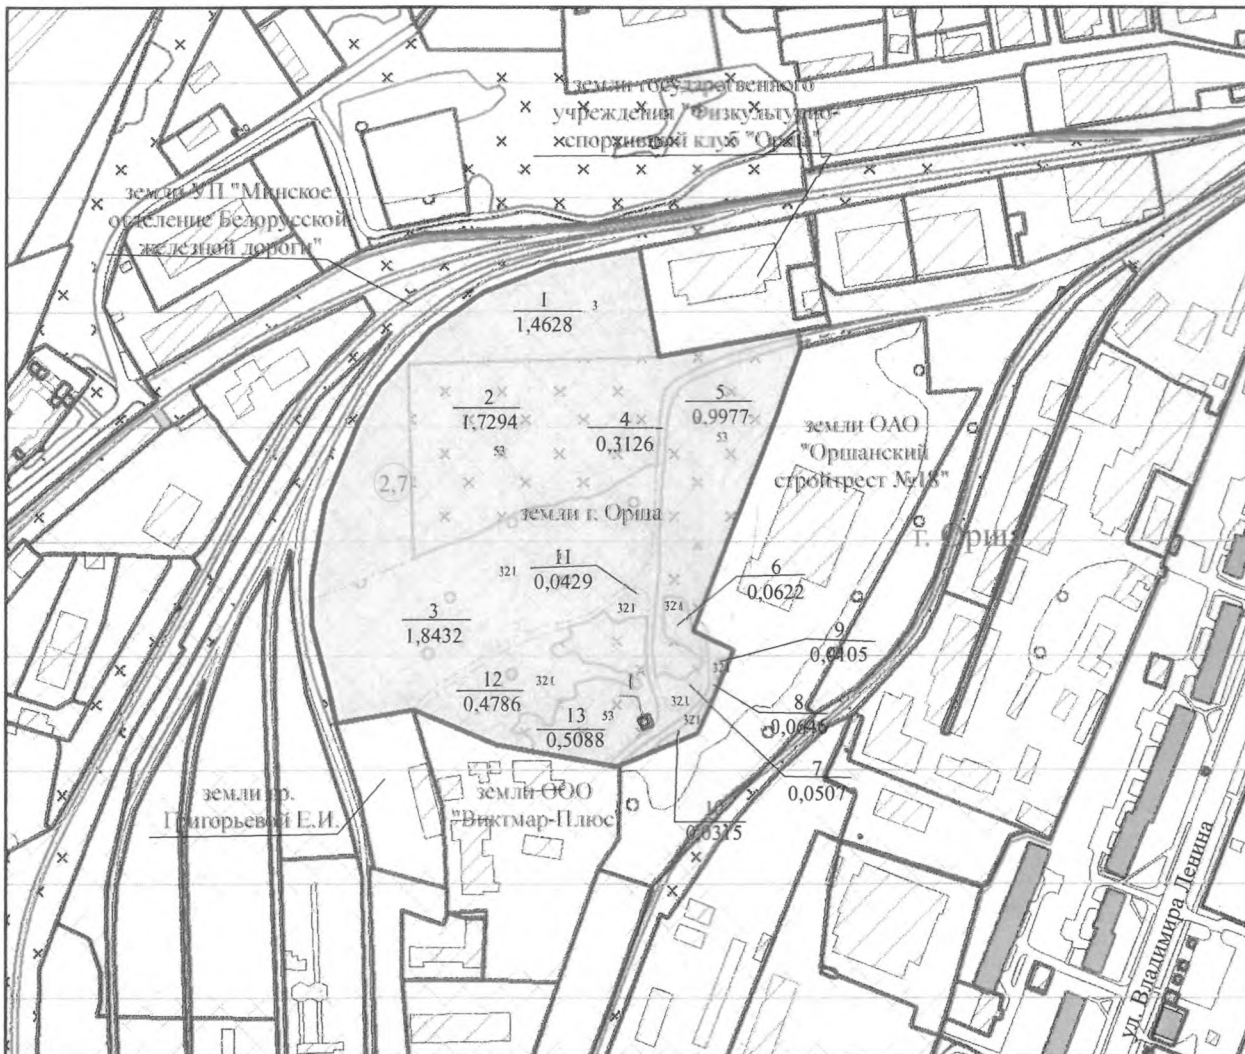 земли государственного
учреждения "Физкультурно-
спортивный клуб "Орша"
земли УП "Минское
отделение Белорусской
железной дороги"
1
1,4628
3
2
1,7294
53
4
0,3126
5
0,9977
53
земли ОАО
"Оршанский
стройтрест №18"
2,7
земли г. Орша
г. Орша
11
0,0429
321
321
321
6
0,0622
3
1,8432
9
0,0105
321
12
0,4786
321
1
8
0,0646
321
321
13
53
0,5088
7
0,0507
10
0,0315
земли гр.
Григорьевой Е.И.
земли ООО
"Виктмар-Плюс"
ул. Владимира Ленина